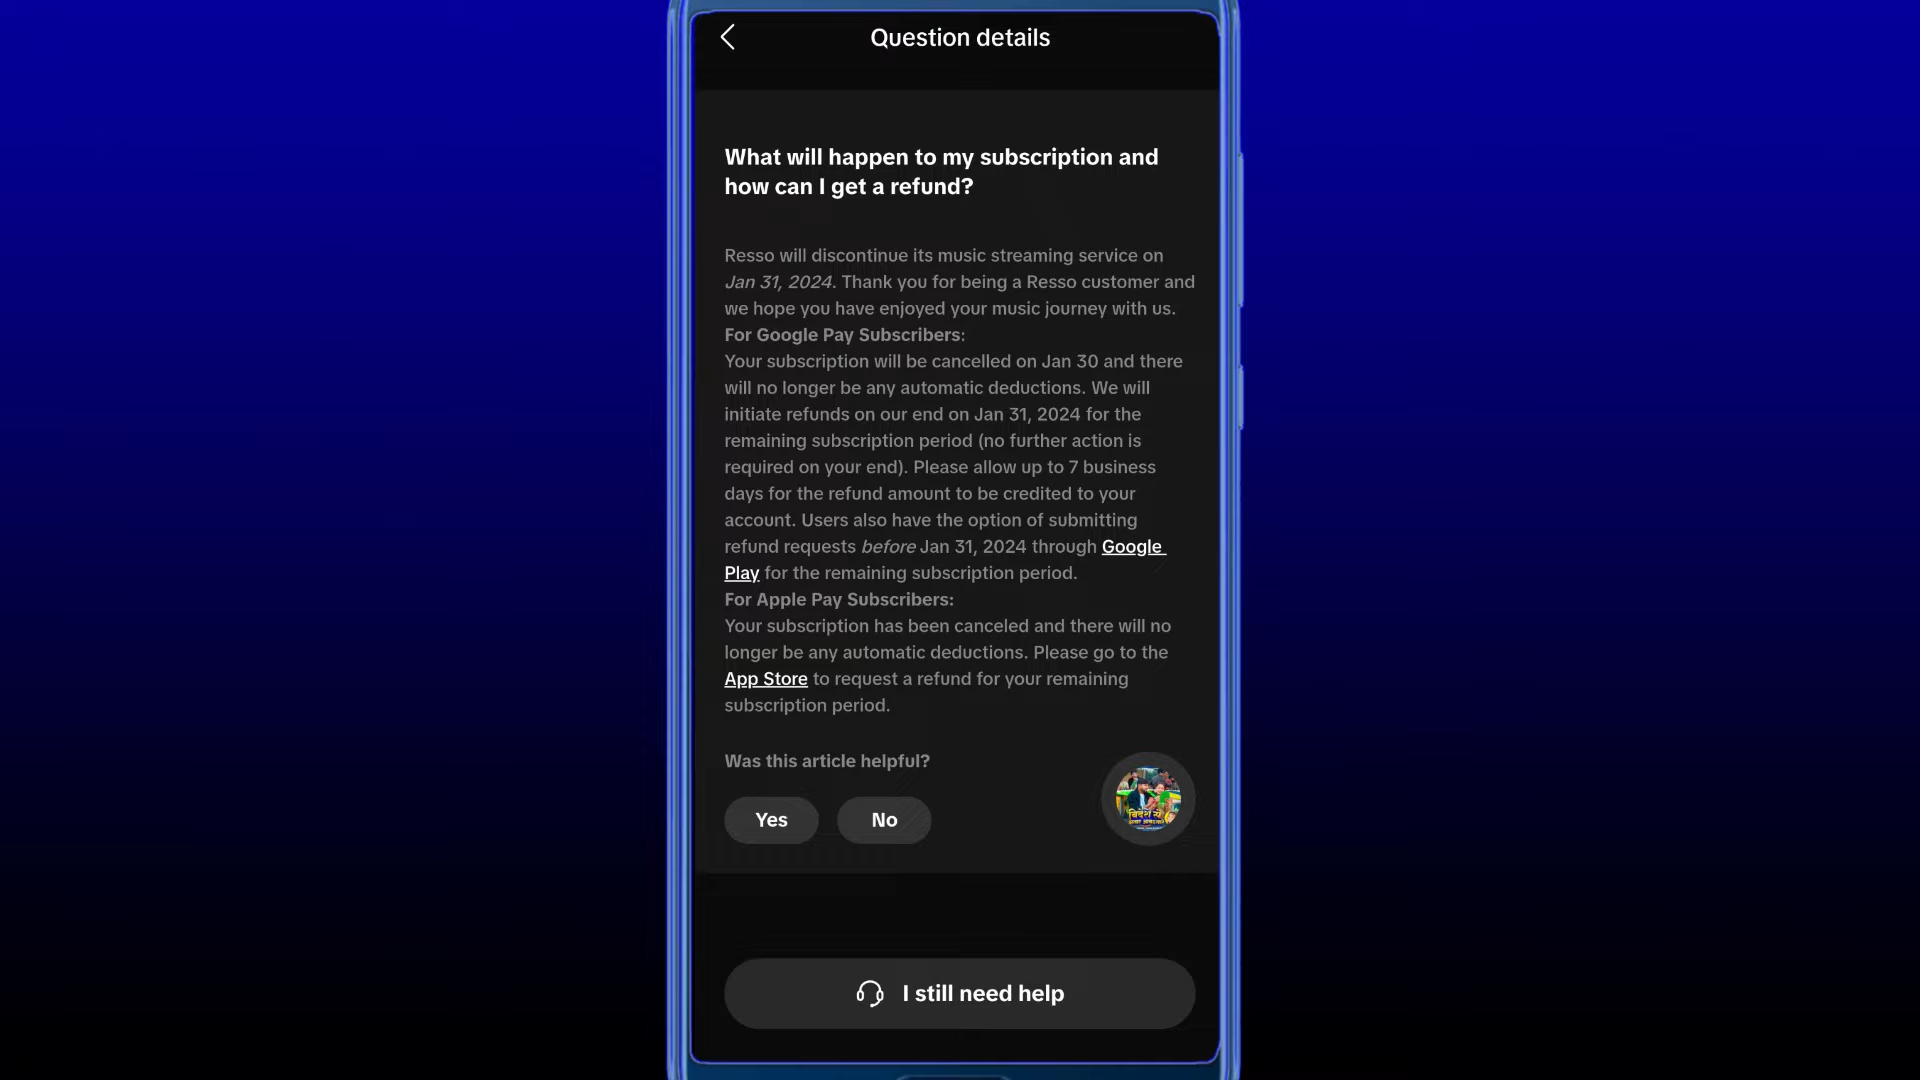 Question details
What will happen to my subscription and
how can I get a refund?
Resso will discontinue its music streaming service on
Jan 31, 2024. Thank you for being a Resso customer and
we hope you have enjoyed your music journey with us.
For Google Pay Subscribers:
Your subscription will be cancelled on Jan 30 and there
will no longer be any automatic deductions. We will
initiate refunds on our end on Jan 31, 2024 for the
remaining subscription period (no further action is
required on your end). Please allow up to 7 business
days for the refund amount to be credited to your
account. Users also have the option of submitting
refund requests before Jan 31, 2024 through Google
Play for the remaining subscription period.
For Apple Pay Subscribers:
Your subscription has been canceled and there will no
longer be any automatic deductions. Please go to the
App Store to request a refund for your remaining
subscription period.
Was this article helpful?
Yes No
I still need help